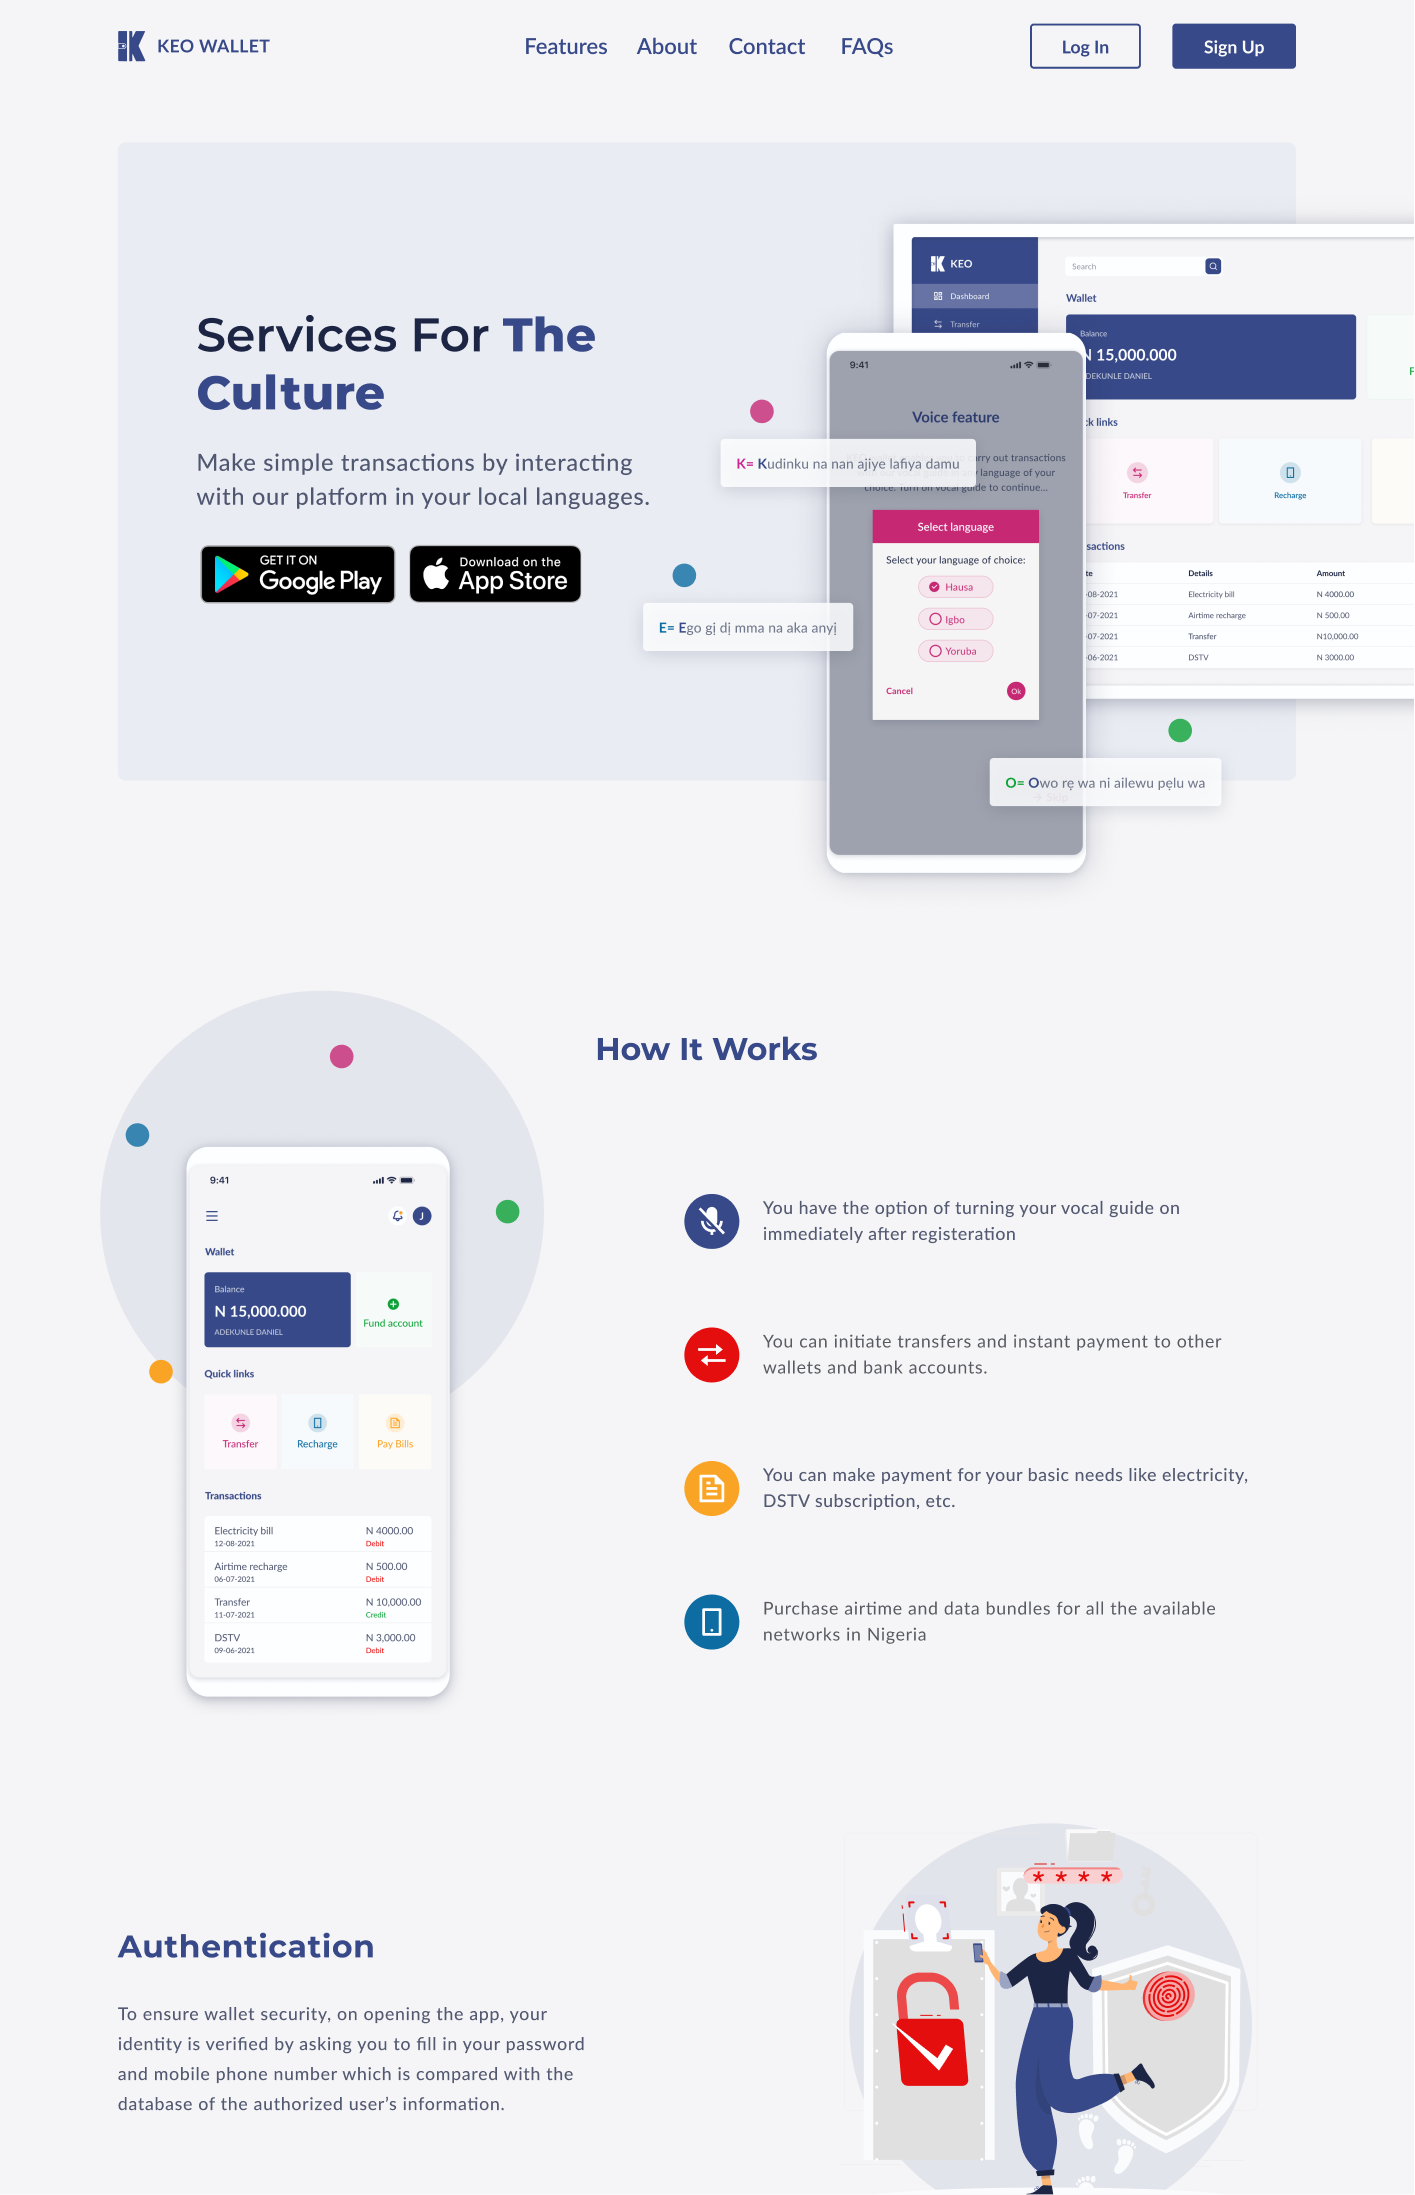 KEO WALLET
Features About Contact FAQs
Log In
Sign Up
Services For The
Culture
Make simple transactions by interacting
with our platform in your local languages.
GET IT ON
Google Play
Download on the
App Store
KEO
Dashboard
Transfer
Search
Wallet
Balance
N 15,000.000
DEKUNLE DANIEL
ck links
Transfer
Recharge
sactions
te Details Amount
-08-2021 Electricity bill N 4000.00
-07-2021 Airtime recharge N 500.00
-07-2021 Transfer N10,000.00
-06-2021 DSTV N 3000.00
9:41
Voice feature
arry out transactions
language of your
choice. Turn on vocal guide to continue...
K= Kudinku na nan ajiye lafiya damu
E= Ego gị dị mma na aka anyị
O= Owo rẹ wa ni ailewu pẹlu wa
Skip
Select language
Select your language of choice:
Hausa
Igbo
Yoruba
Cancel
Ok
How It Works
9:41
J
Wallet
Balance
N 15,000.000
ADEKUNLE DANIEL
Fund account
Quick links
Transfer
Recharge
Pay Bills
Transactions
Electricity bill N 4000.00
12-08-2021 Debit
Airtime recharge N 500.00
06-07-2021 Debit
Transfer N 10,000.00
11-07-2021 Credit
DSTV N 3,000.00
09-06-2021 Debit
You have the option of turning your vocal guide on
immediately after registeration
You can initiate transfers and instant payment to other
wallets and bank accounts.
You can make payment for your basic needs like electricity,
DSTV subscription, etc.
Purchase airtime and data bundles for all the available
networks in Nigeria
Authentication
To ensure wallet security, on opening the app, your
identity is verified by asking you to fill in your password
and mobile phone number which is compared with the
database of the authorized user’s information.
* * * *